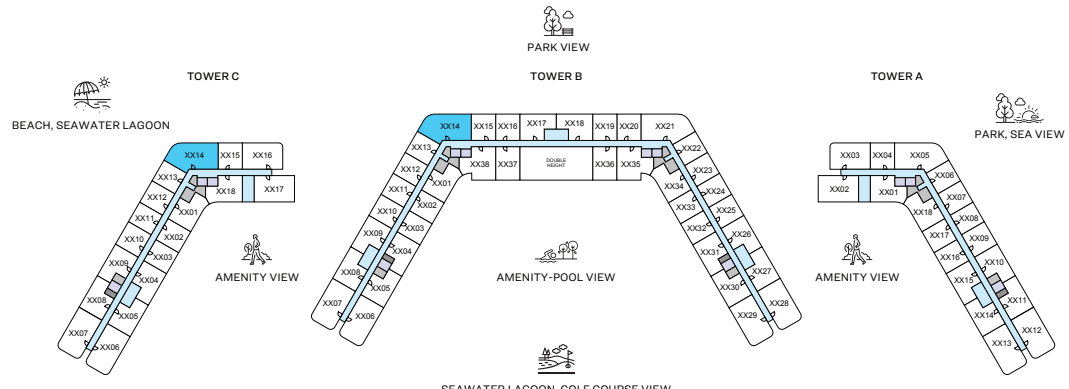 PARK VIEW
TOWER C
TOWER B
TOWER A
BEACH, SEAWATER LAGOON
PARK, SEA VIEW
XX14
XX15
XX16
XX13
XX18
XX17
XX12
XX01
XX11
XX02
XX10
XX03
XX09
XX04
XX08
XX05
XX07
XX06
AMENITY VIEW
XX14
XX15
XX16
XX17
XX18
XX19
XX20
XX21
XX13
XX38
XX37
DOUBLE
HEIGHT
XX36
XX35
XX22
XX12
XX01
XX34
XX23
XX11
XX02
XX33
XX24
XX10
XX03
XX32
XX25
XX09
XX04
XX31
XX26
XX08
XX05
XX30
XX27
XX07
XX06
XX29
XX28
AMENITY-POOL VIEW
XX03
XX04
XX05
XX02
XX01
XX06
XX18
XX07
XX17
XX08
XX16
XX09
XX15
XX10
XX14
XX11
XX13
XX12
AMENITY VIEW
SEAWATER LAGOON, GOLF COURSE VIEW